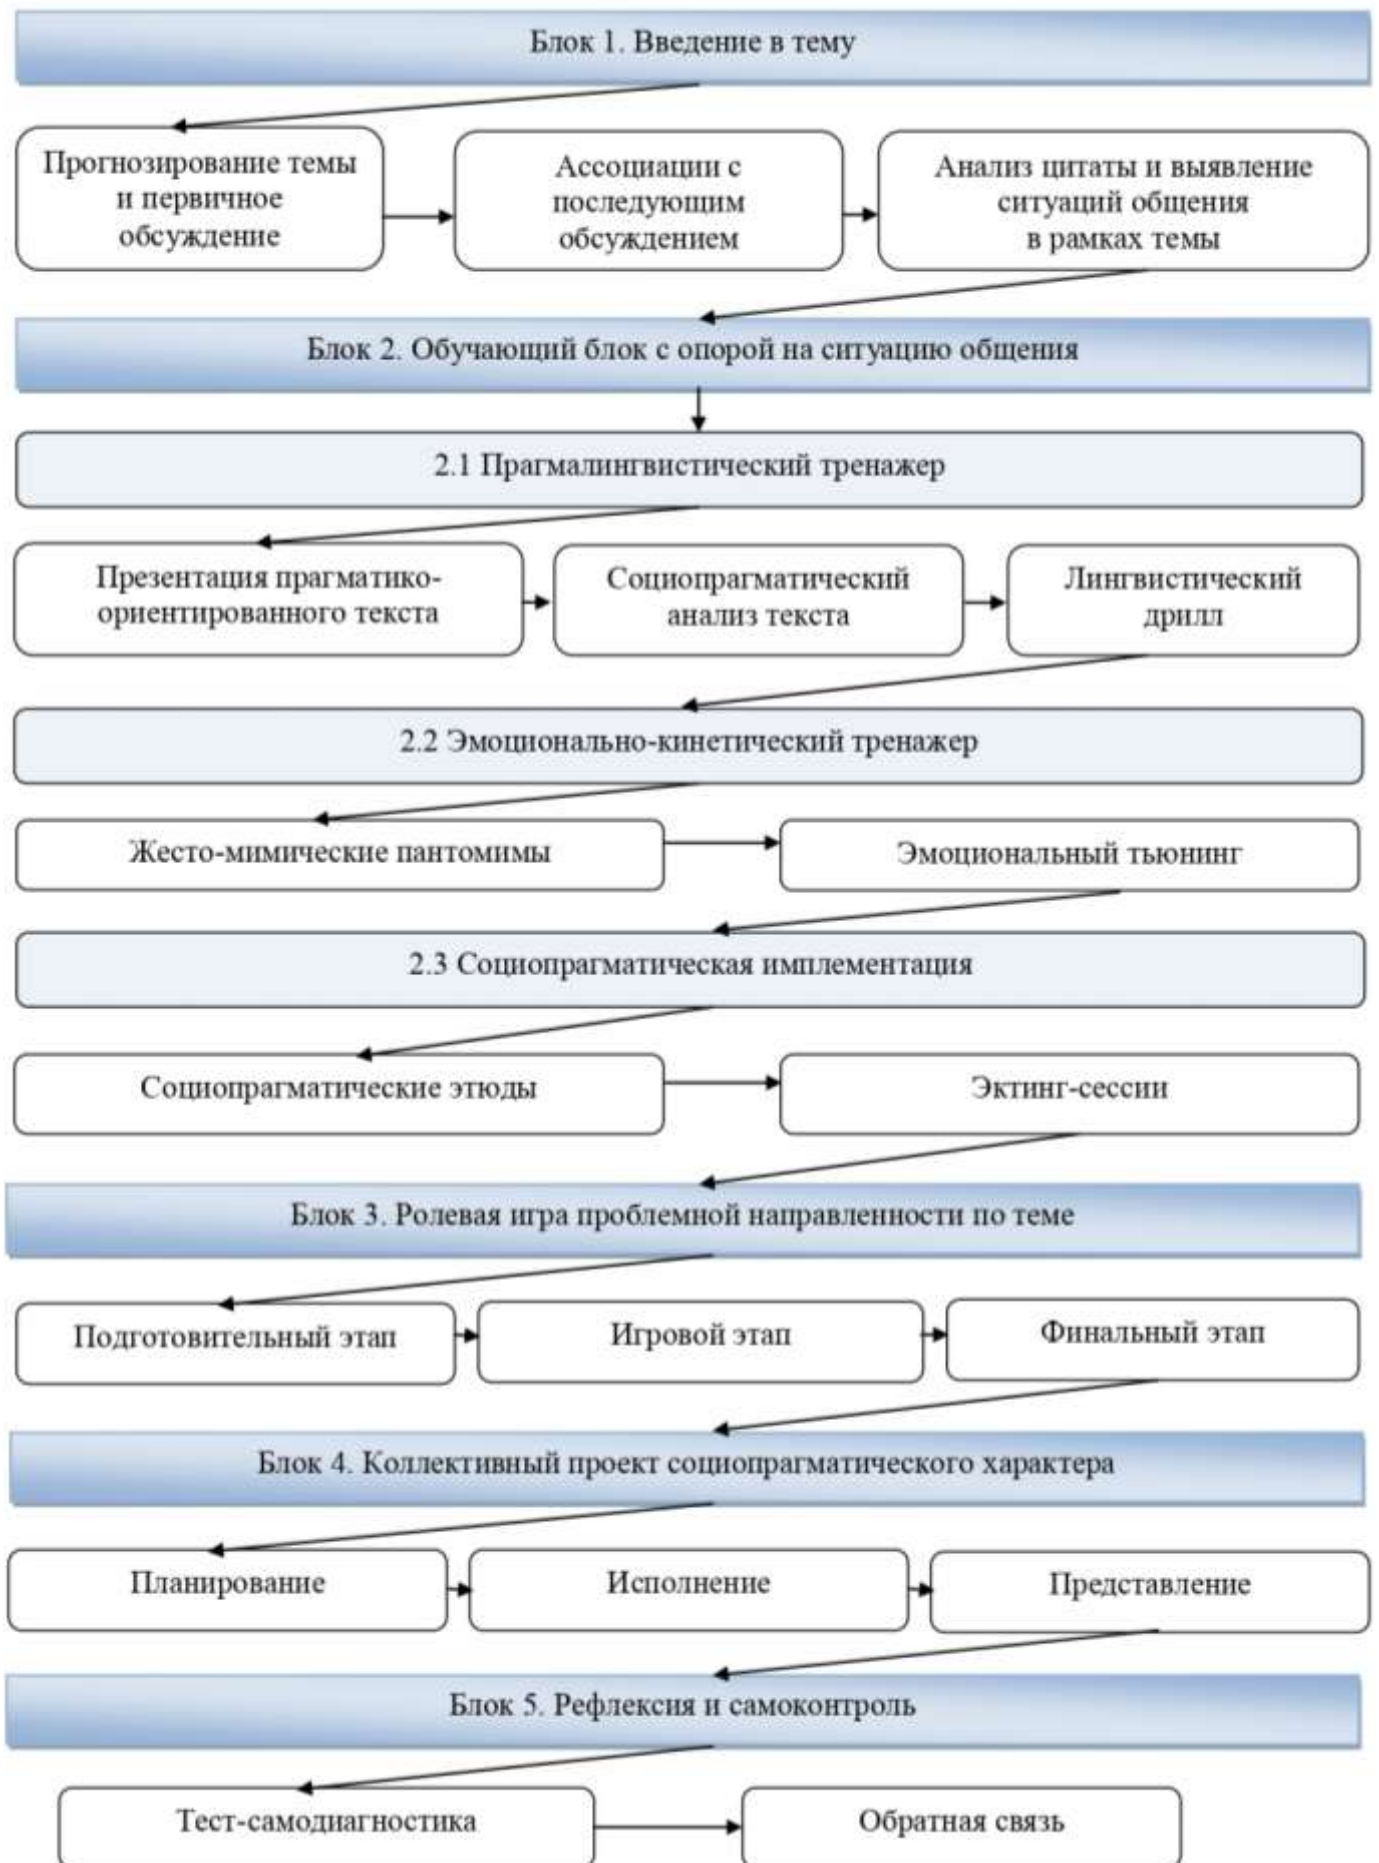 Блок 1. Введение в тему
Прогнозирование темы
и первичное
обсуждение
Ассоциации с
последующим
обсуждением
Анализ цитаты и выявление
ситуаций общения
в рамках темы
Блок 2. Обучающий блок с опорой на ситуацию общения
2.1 Прагмалингвистический тренажер
Презентация прагматико-
ориентированного текста
Социопрагматический
анализ текста
Лингвистический
дрилл
2.2 Эмоционально-кинетический тренажер
Жесто-мимические пантомимы
Эмоциональный тьюнинг
2.3 Социопрагматическая имплементация
Социопрагматические этюды
Эктинг-сессии
Блок 3. Ролевая игра проблемной направленности по теме
Подготовительный этап
Игровой этап
Финальный этап
Блок 4. Коллективный проект социопрагматического характера
Планирование
Исполнение
Представление
Блок 5. Рефлексия и самоконтроль
Тест-самодиагностика
Обратная связь